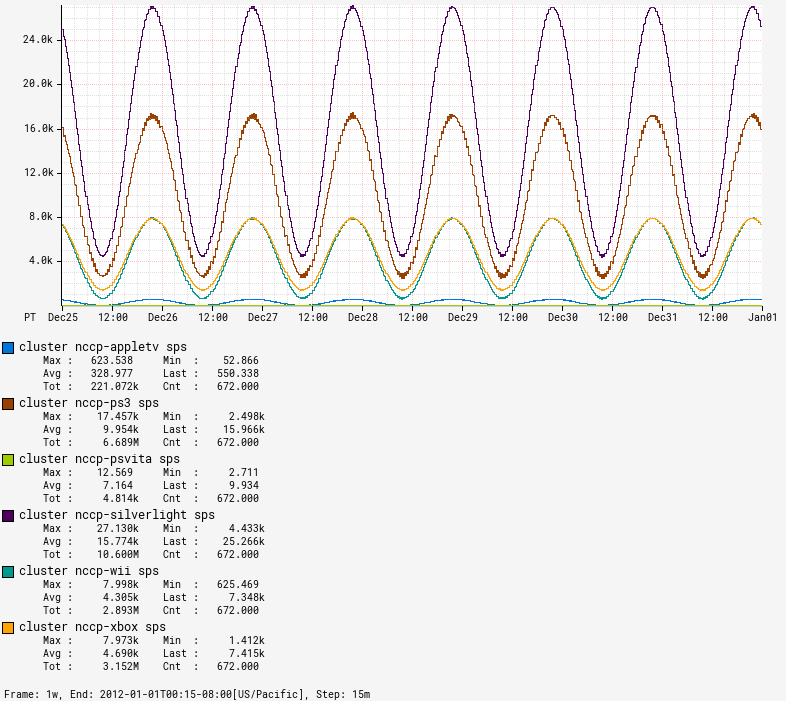 24.0k
20.0k
16.0k
12.0k
8.0k
4.0k
PT Dec25 12:00 Dec26 12:00 Dec27 12:00 Dec28 12:00 Dec29 12:00 Dec30 12:00 Dec31 12:00 Jan01
cluster nccp-appletv sps
Max : 623.538 Min : 52.866
Avg : 328.977 Last : 550.338
Tot : 221.072k Cnt : 672.000
cluster nccp-ps3 sps
Max : 17.457k Min : 2.498k
Avg : 9.954k Last : 15.966k
Tot : 6.689M Cnt : 672.000
cluster nccp-psvita sps
Max : 12.569 Min : 2.711
Avg : 7.164 Last : 9.934
Tot : 4.814k Cnt : 672.000
cluster nccp-silverlight sps
Max : 27.130k Min : 4.433k
Avg : 15.774k Last : 25.266k
Tot : 10.600M Cnt : 672.000
cluster nccp-wii sps
Max : 7.998k Min : 625.469
Avg : 4.305k Last : 7.348k
Tot : 2.893M Cnt : 672.000
cluster nccp-xbox sps
Max : 7.973k Min : 1.412k
Avg : 4.690k Last : 7.415k
Tot : 3.152M Cnt : 672.000
Frame: 1w, End: 2012-01-01T00:15-08:00[US/Pacific], Step: 15m